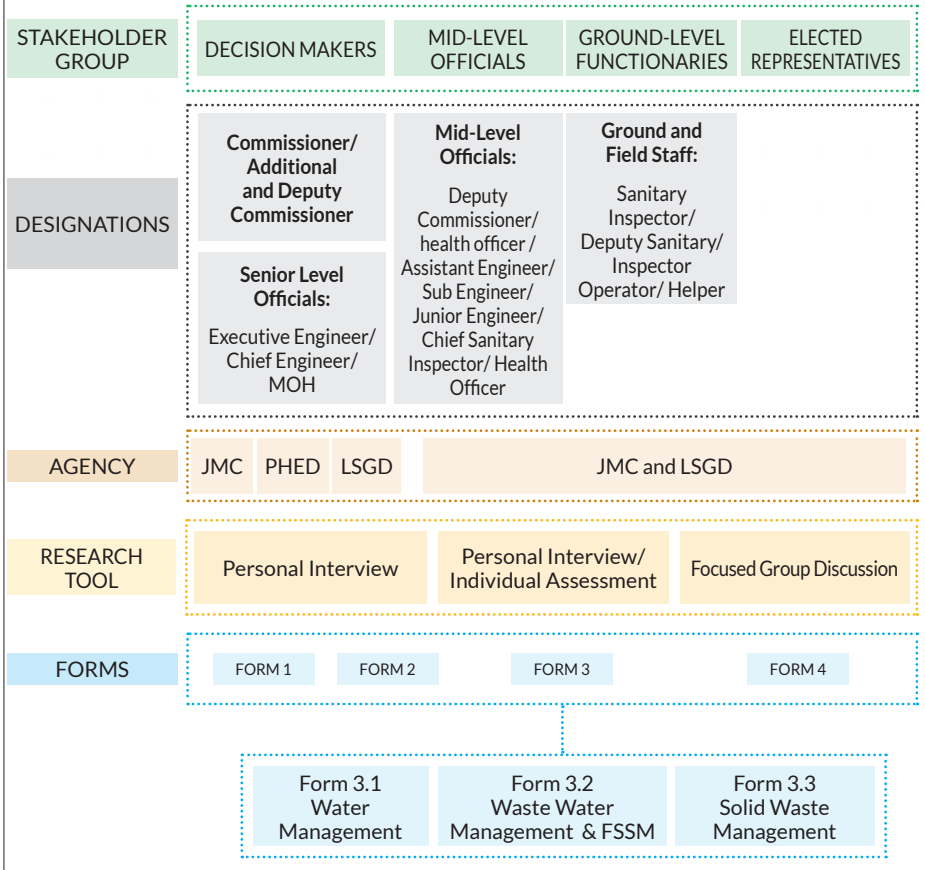 STAKEHOLDER
GROUP
DECISION MAKERS
MID-LEVEL
OFFICIALS
GROUND-LEVEL
FUNCTIONARIES
ELECTED
REPRESENTATIVES
DESIGNATIONS
Commissioner/
Additional
and Deputy
Commissioner
Senior Level
Officials:
Executive Engineer/
Chief Engineer/
MOH
Mid-Level
Officials:
Deputy
Commissioner/
health officer /
Assistant Engineer/
Sub Engineer/
Junior Engineer/
Chief Sanitary
Inspector/ Health
Officer
Ground and
Field Staff:
Sanitary
Inspector/
Deputy Sanitary/
Inspector
Operator/ Helper
AGENCY
JMC
PHED
LSGD
JMC and LSGD
RESEARCH
TOOL
Personal Interview
Personal Interview/
Individual Assessment
Focused Group Discussion
FORMS
FORM 1
FORM 2
FORM 3
FORM 4
Form 3.1
Water
Management
Form 3.2
Waste Water
Management & FSSM
Form 3.3
Solid Waste
Management